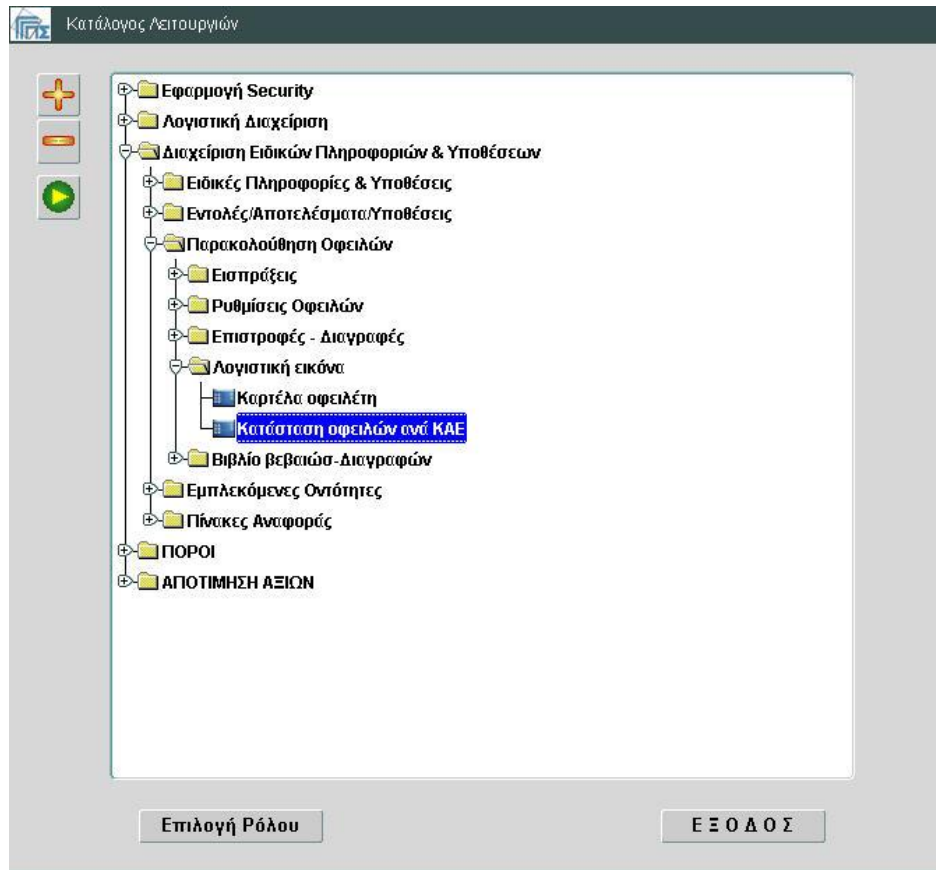 ΓΓΠΣ
Κατάλογος Λειτουργιών
Εφαρμογή Security
Λογιστική Διαχείριση
Διαχείριση Ειδικών Πληροφοριών & Υποθέσεων
Ειδικές Πληροφορίες & Υποθέσεις
Εντολές/Αποτελέσματα/Υποθέσεις
Παρακολούθηση Οφειλών
Εισπράξεις
Ρυθμίσεις Οφειλών
Επιστροφές - Διαγραφές
Λογιστική εικόνα
Καρτέλα οφειλέτη
Κατάσταση οφειλών ανά ΚΑΕ
Βιβλίο βεβαιώσ-Διαγραφών
Εμπλεκόμενες Οντότητες
Πίνακες Αναφοράς
ΠΟΡΟΙ
ΑΠΟΤΙΜΗΣΗ ΑΞΙΩΝ
Επιλογή Ρόλου
Ε Ξ Ο Δ Ο Σ